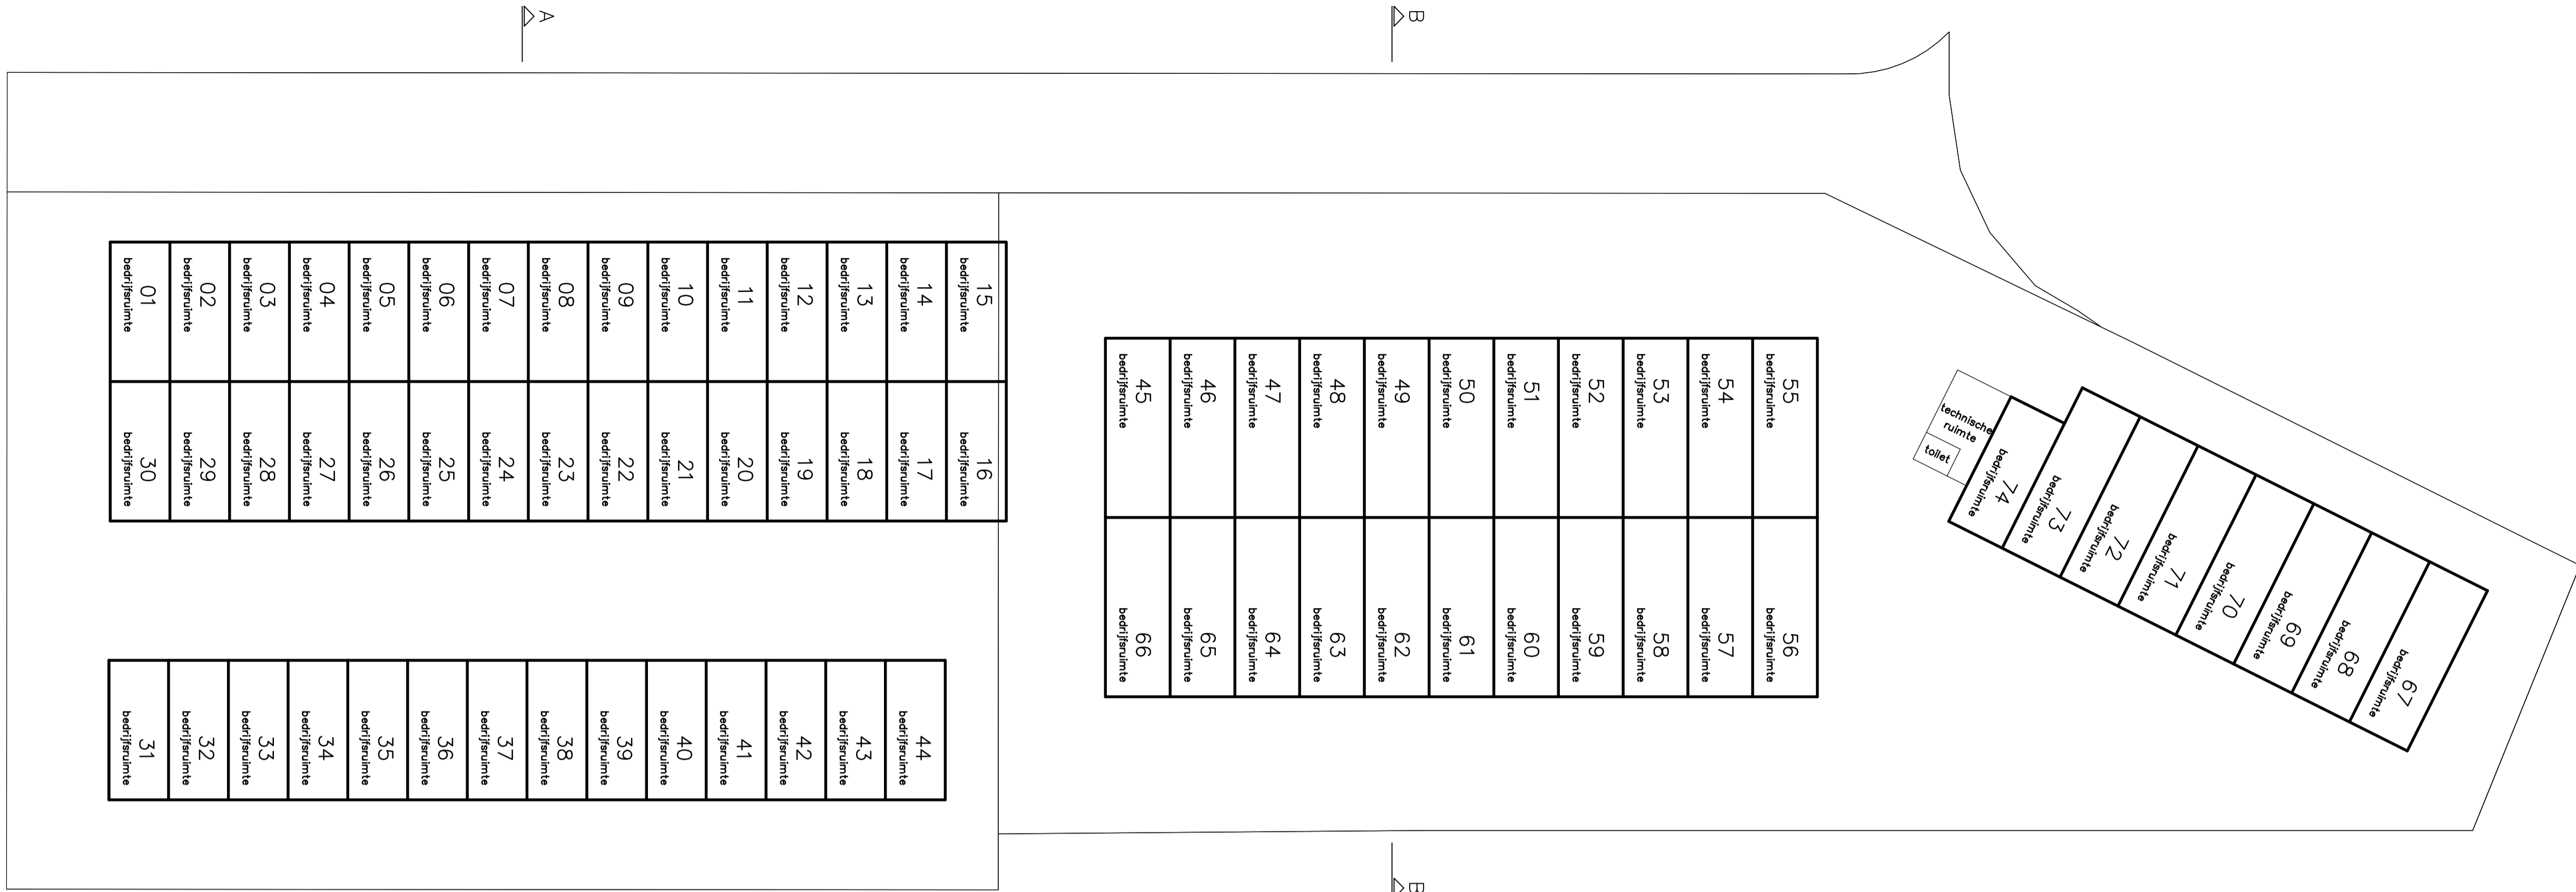 A
B
01
bedrijfsruimte
02
bedrijfsruimte
03
bedrijfsruimte
04
bedrijfsruimte
05
bedrijfsruimte
06
bedrijfsruimte
07
bedrijfsruimte
08
bedrijfsruimte
09
bedrijfsruimte
10
bedrijfsruimte
11
bedrijfsruimte
12
bedrijfsruimte
13
bedrijfsruimte
14
bedrijfsruimte
15
bedrijfsruimte
30
bedrijfsruimte
29
bedrijfsruimte
28
bedrijfsruimte
27
bedrijfsruimte
26
bedrijfsruimte
25
bedrijfsruimte
24
bedrijfsruimte
23
bedrijfsruimte
22
bedrijfsruimte
21
bedrijfsruimte
20
bedrijfsruimte
19
bedrijfsruimte
18
bedrijfsruimte
17
bedrijfsruimte
16
bedrijfsruimte
31
bedrijfsruimte
32
bedrijfsruimte
33
bedrijfsruimte
34
bedrijfsruimte
35
bedrijfsruimte
36
bedrijfsruimte
37
bedrijfsruimte
38
bedrijfsruimte
39
bedrijfsruimte
40
bedrijfsruimte
41
bedrijfsruimte
42
bedrijfsruimte
43
bedrijfsruimte
44
bedrijfsruimte
45
bedrijfsruimte
46
bedrijfsruimte
47
bedrijfsruimte
48
bedrijfsruimte
49
bedrijfsruimte
50
bedrijfsruimte
51
bedrijfsruimte
52
bedrijfsruimte
53
bedrijfsruimte
54
bedrijfsruimte
55
bedrijfsruimte
66
bedrijfsruimte
65
bedrijfsruimte
64
bedrijfsruimte
63
bedrijfsruimte
62
bedrijfsruimte
61
bedrijfsruimte
60
bedrijfsruimte
59
bedrijfsruimte
58
bedrijfsruimte
57
bedrijfsruimte
56
bedrijfsruimte
technische
ruimte
toilet
74
bedrijfsruimte
73
bedrijfsruimte
72
bedrijfsruimte
71
bedrijfsruimte
70
bedrijfsruimte
69
bedrijfsruimte
68
bedrijfsruimte
67
bedrijfsruimte
B